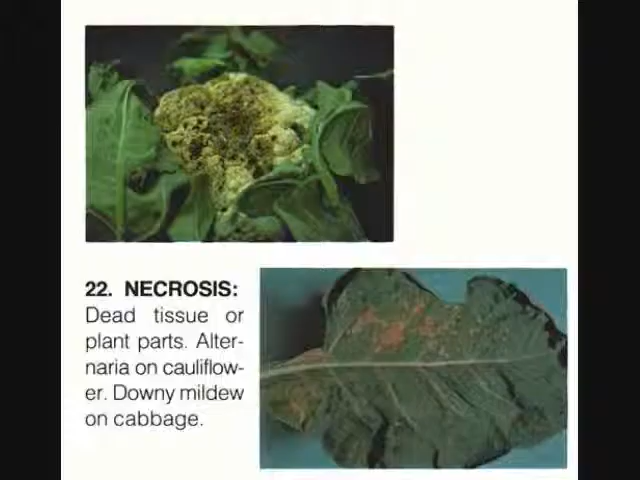 22. NECROSIS:
Dead tissue or
plant parts. Alter-
naria on cauliflow-
er. Downy mildew
on cabbage.